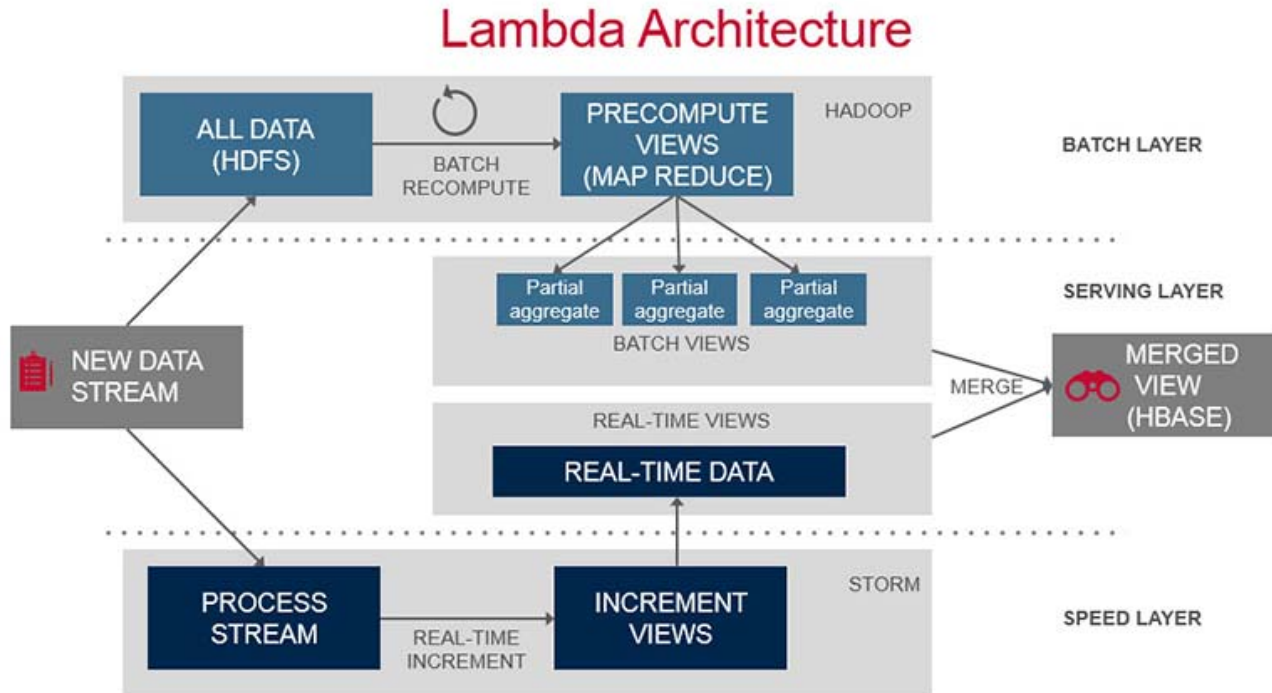 Lambda Architecture
ALL DATA
(HDFS)
BATCH
RECOMPUTE
PRECOMPUTE
VIEWS
(MAP REDUCE)
HADOOP
BATCH LAYER
Partial
aggregate
Partial
aggregate
Partial
aggregate
BATCH VIEWS
SERVING LAYER
NEW DATA
STREAM
MERGE
MERGED
VIEW
(HBASE)
REAL-TIME VIEWS
REAL-TIME DATA
PROCESS
STREAM
REAL-TIME
INCREMENT
INCREMENT
VIEWS
STORM
SPEED LAYER